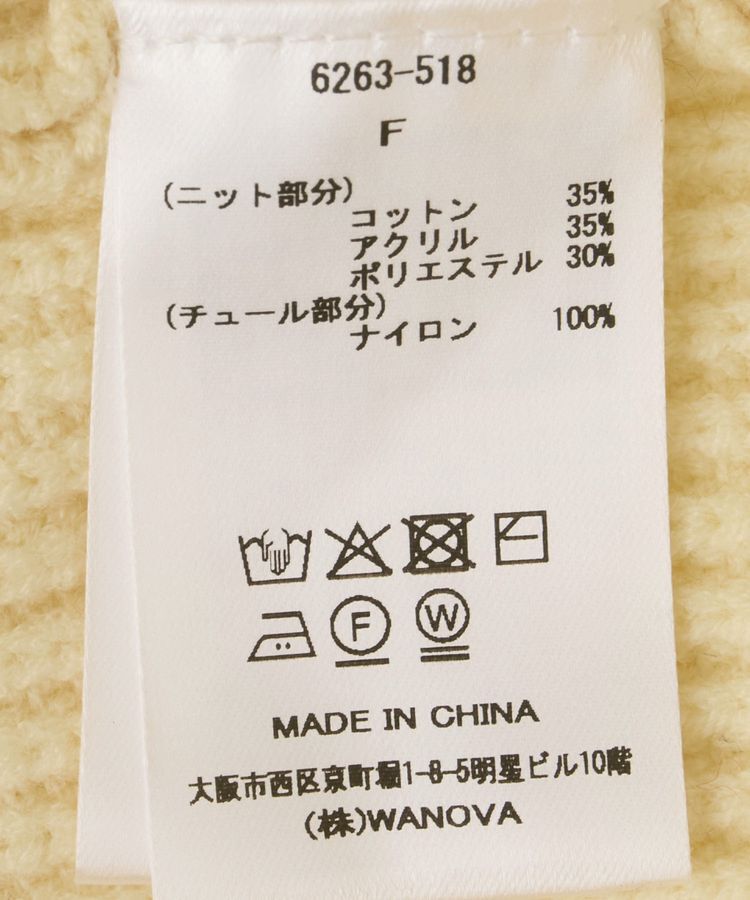 6263-518
F
(ニット部分)
コットン 35%
アクリル 35%
ポリエステル 30%
(チュール部分)
ナイロン 100%
F W
MADE IN CHINA
大阪市西区京町堀1-8-5明星ビル10階
(株)WANOVA